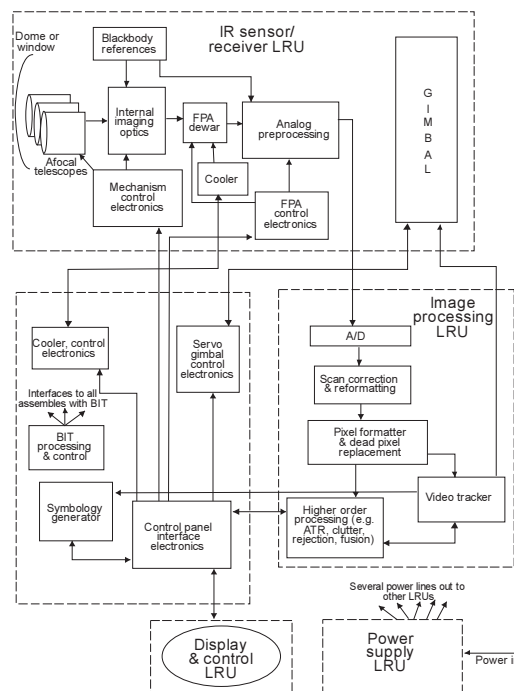 Dome or
window
Blackbody
references
IR sensor/
receiver LRU
Internal
imaging
optics
FPA
dewar
Analog
preprocessing
Afocal
telescopes
Mechanism
control
electronics
Cooler
FPA
control
electronics
G
I
M
B
A
L
Cooler, control
electronics
Servo
gimbal
control
electronics
Interfaces to all
assembles with BIT
BIT
processing
& control
Symbology
generator
Control panel
interface
electronics
Image
processing
LRU
A/D
Scan correction
& reformatting
Pixel formatter
& dead pixel
replacement
Higher order
processing (e.g.
ATR, clutter,
rejection, fusion)
Video tracker
Display
& control
LRU
Several power lines out to
other LRUs
Power
supply
LRU